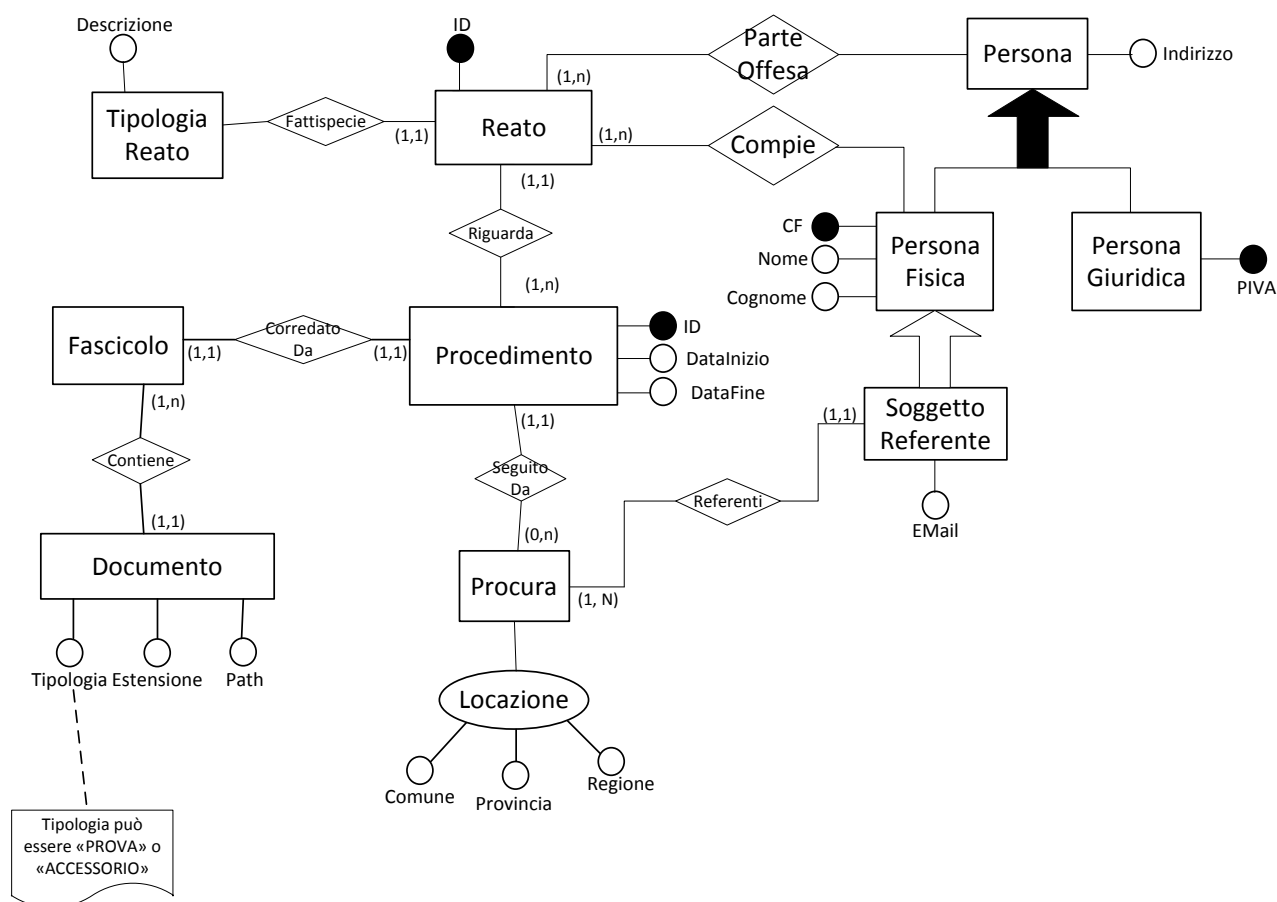 Descrizione
ID
Parte
Offesa
Persona
Indirizzo
(1,n)
Tipologia
Reato
Fattispecie
(1,1)
Reato
(1,n)
Compie
(1,1)
Riguarda
CF
Nome
Cognome
Persona
Fisica
Persona
Giuridica
PIVA
(1,n)
Fascicolo
(1,1)
Corredato
Da
(1,1)
Procedimento
ID
DataInizio
DataFine
(1,n)
(1,1)
(1,1)
Soggetto
Referente
Contiene
Seguito
Da
Referenti
EMail
(1,1)
(0,n)
Documento
Procura
(1, N)
Tipologia
Estensione
Path
Locazione
Comune
Provincia
Regione
Tipologia può
essere «PROVA» o
«ACCESSORIO»